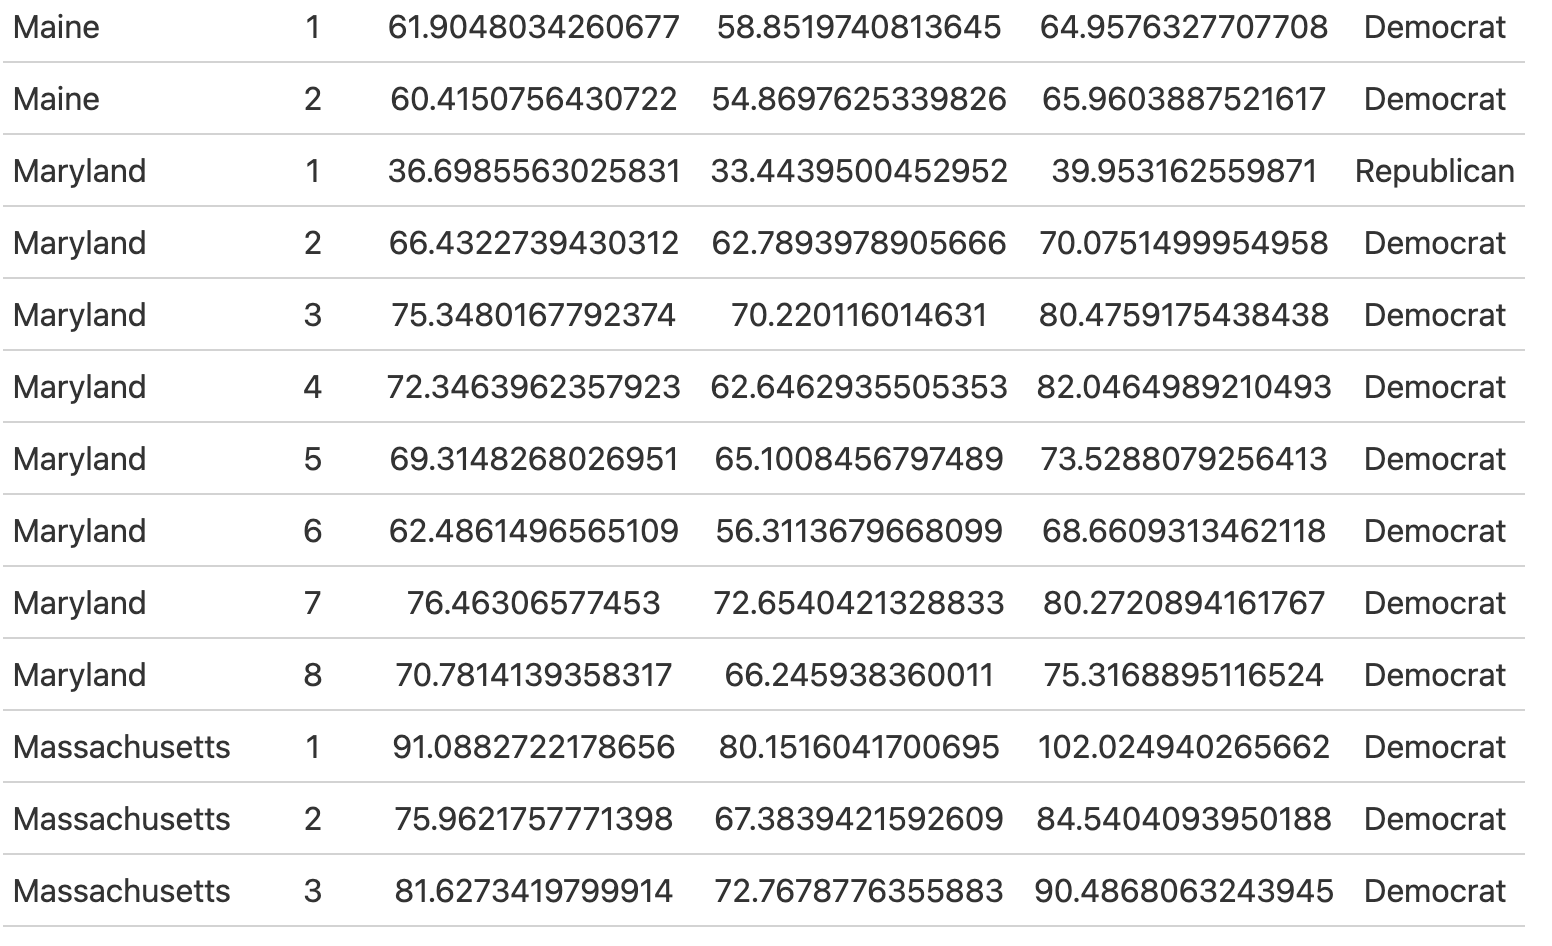 Maine 1 61.9048034260677 58.8519740813645 64.9576327707708 Democrat
Maine 2 60.4150756430722 54.8697625339826 65.9603887521617 Democrat
Maryland 1 36.6985563025831 33.4439500452952 39.953162559871 Republican
Maryland 2 66.4322739430312 62.7893978905666 70.0751499954958 Democrat
Maryland 3 75.3480167792374 70.220116014631 80.4759175438438 Democrat
Maryland 4 72.3463962357923 62.6462935505353 82.0464989210493 Democrat
Maryland 5 69.3148268026951 65.1008456797489 73.5288079256413 Democrat
Maryland 6 62.4861496565109 56.3113679668099 68.6609313462118 Democrat
Maryland 7 76.46306577453 72.6540421328833 80.2720894161767 Democrat
Maryland 8 70.7814139358317 66.245938360011 75.3168895116524 Democrat
Massachusetts 1 91.0882722178656 80.1516041700695 102.024940265662 Democrat
Massachusetts 2 75.9621757771398 67.3839421592609 84.5404093950188 Democrat
Massachusetts 3 81.6273419799914 72.7678776355883 90.4868063243945 Democrat